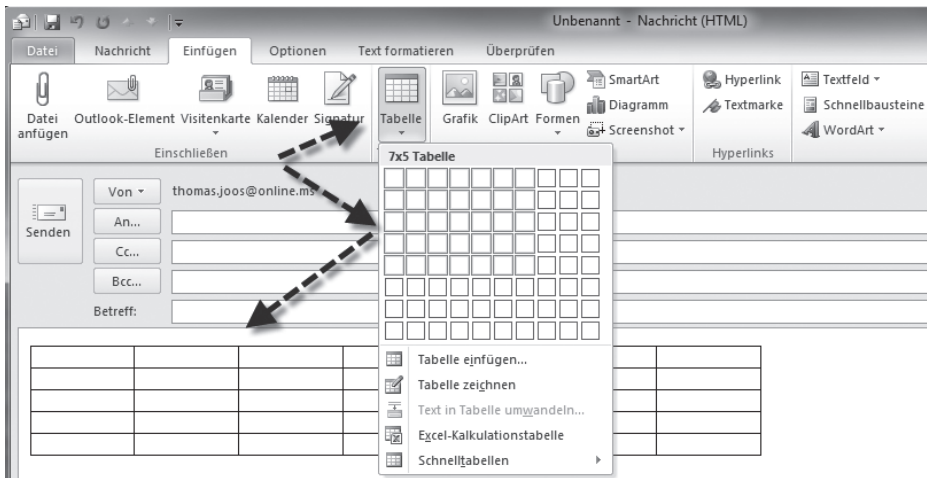 Unbenannt - Nachricht (HTML)
Datei Nachricht Einfügen Optionen Text formatieren Überprüfen
Datei anfügen
Outlook-Element Visitenkarte Kalender Signatur
Einschließen
Tabelle
Grafik ClipArt Formen
SmartArt
Diagramm
Screenshot
Hyperlink
Textmarke
Hyperlinks
Textfeld
Schnellbausteine
WordArt
7x5 Tabelle
Senden
Von thomas.joos@online.ms
An...
Cc...
Bcc...
Betreff:
Tabelle einfügen...
Tabelle zeichnen
Text in Tabelle umwandeln...
Excel-Kalkulationstabelle
Schnelltabellen